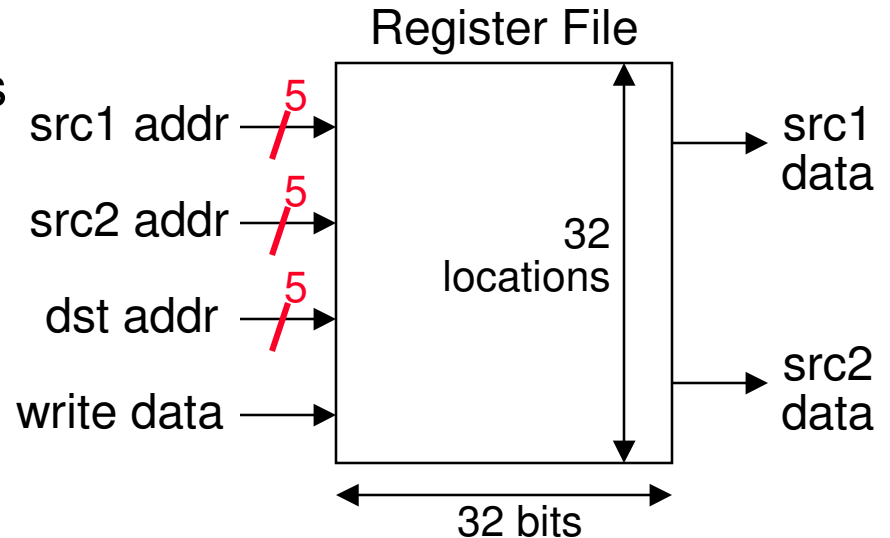 Register File
s
src1 addr
5
src1
data
src2 addr
5
32
locations
dst addr
5
src2
data
write data
32 bits